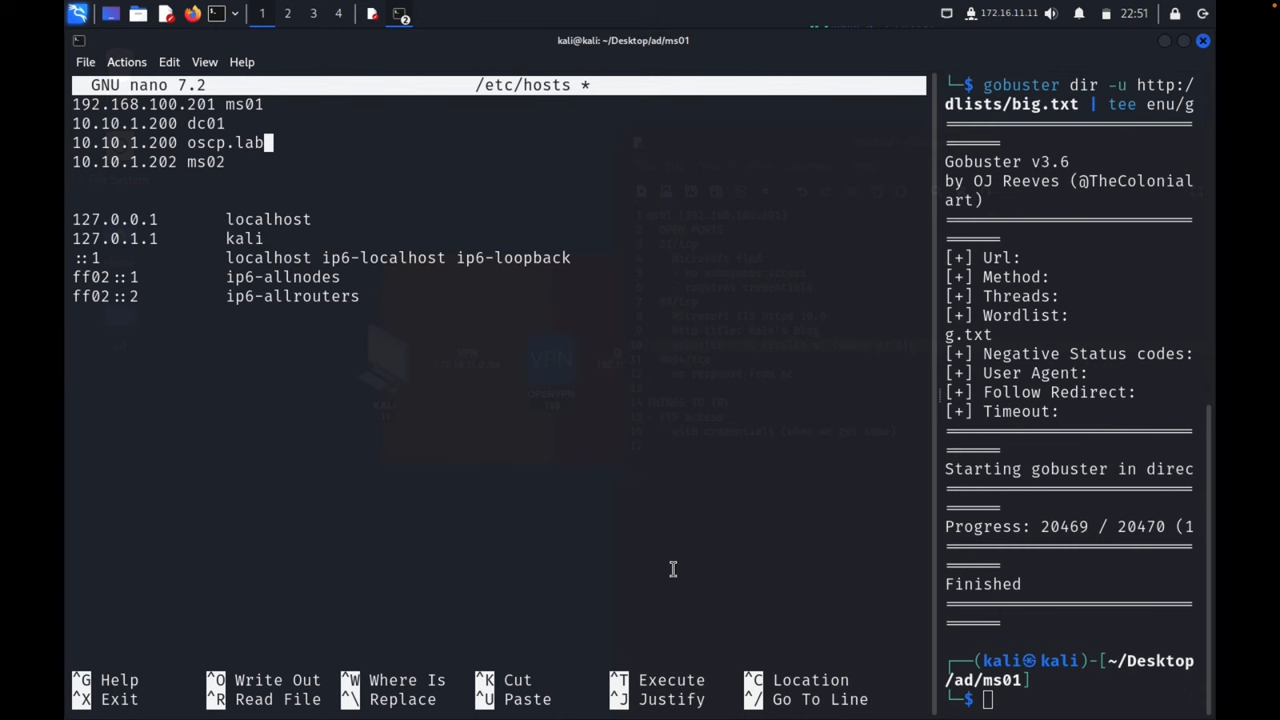 1 2 3 4 2 172.16.11.11 22:51
kali@kali: ~/Desktop/ad/ms01
File Actions Edit View Help
GNU nano 7.2 /etc/hosts *
192.168.100.201 ms01
10.10.1.200 dc01
10.10.1.200 oscp.lab
10.10.1.202 ms02
127.0.0.1 localhost
127.0.1.1 kali
::1 localhost ip6-localhost ip6-loopback
ff02::1 ip6-allnodes
ff02::2 ip6-allrouters
^G Help ^O Write Out ^W Where Is ^K Cut ^T Execute ^C Location
^X Exit ^R Read File ^\ Replace ^U Paste ^J Justify ^/ Go To Line
└─$ gobuster dir -u http:/
dlists/big.txt | tee enu/g
Gobuster v3.6
by OJ Reeves (@TheColonial
art)
[+] Url:
[+] Method:
[+] Threads:
[+] Wordlist:
g.txt
[+] Negative Status codes:
[+] User Agent:
[+] Follow Redirect:
[+] Timeout:
Starting gobuster in direc
Progress: 20469 / 20470 (1
Finished
┌──(kali㉿kali)-[~/Desktop
/ad/ms01]
└─$